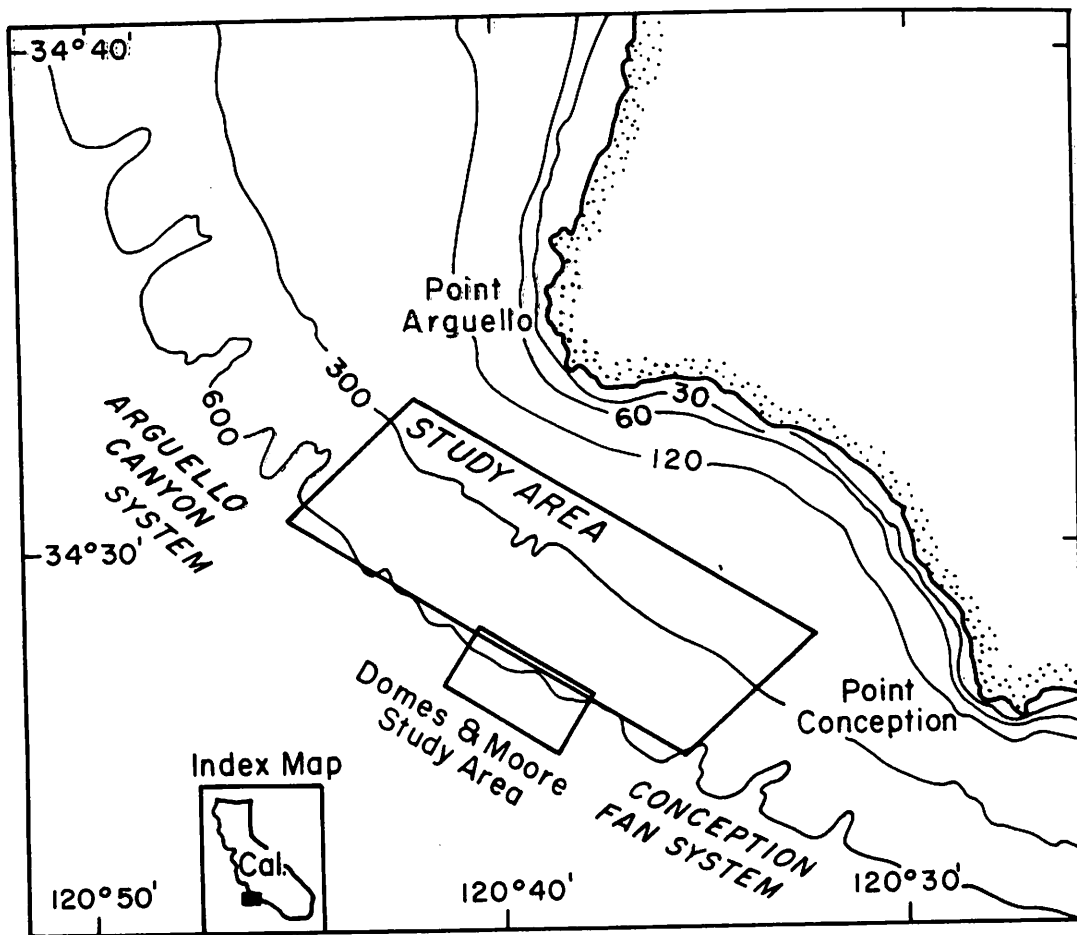 34°40'
Point
Arguello
300
30
60
120
600
STUDY AREA
ARGUELLO
CANYON
SYSTEM
34°30'
Domes & Moore
Study Area
Point
Conception
Index Map
Cal.
CONCEPTION
FAN SYSTEM
120°50'
120°40'
120°30'